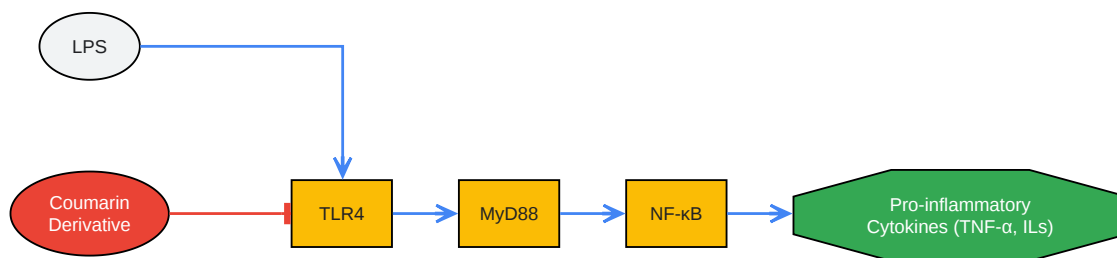 LPS
Coumarin
Derivative
TLR4
MyD88
NF-κB
Pro-inflammatory
Cytokines (TNF-α, ILs)